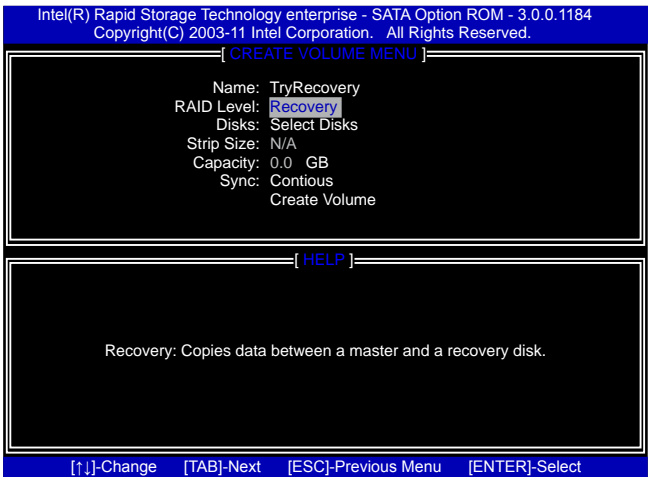 Intel(R) Rapid Storage Technology enterprise - SATA Option ROM - 3.0.0.1184
Copyright(C) 2003-11 Intel Corporation. All Rights Reserved.
[ CREATE VOLUME MENU ]
Name: TryRecovery
RAID Level: Recovery
Disks: Select Disks
Strip Size: N/A
Capacity: 0.0 GB
Sync: Contious
Create Volume
[ HELP ]
Recovery: Copies data between a master and a recovery disk.
[↑↓]-Change [TAB]-Next [ESC]-Previous Menu [ENTER]-Select